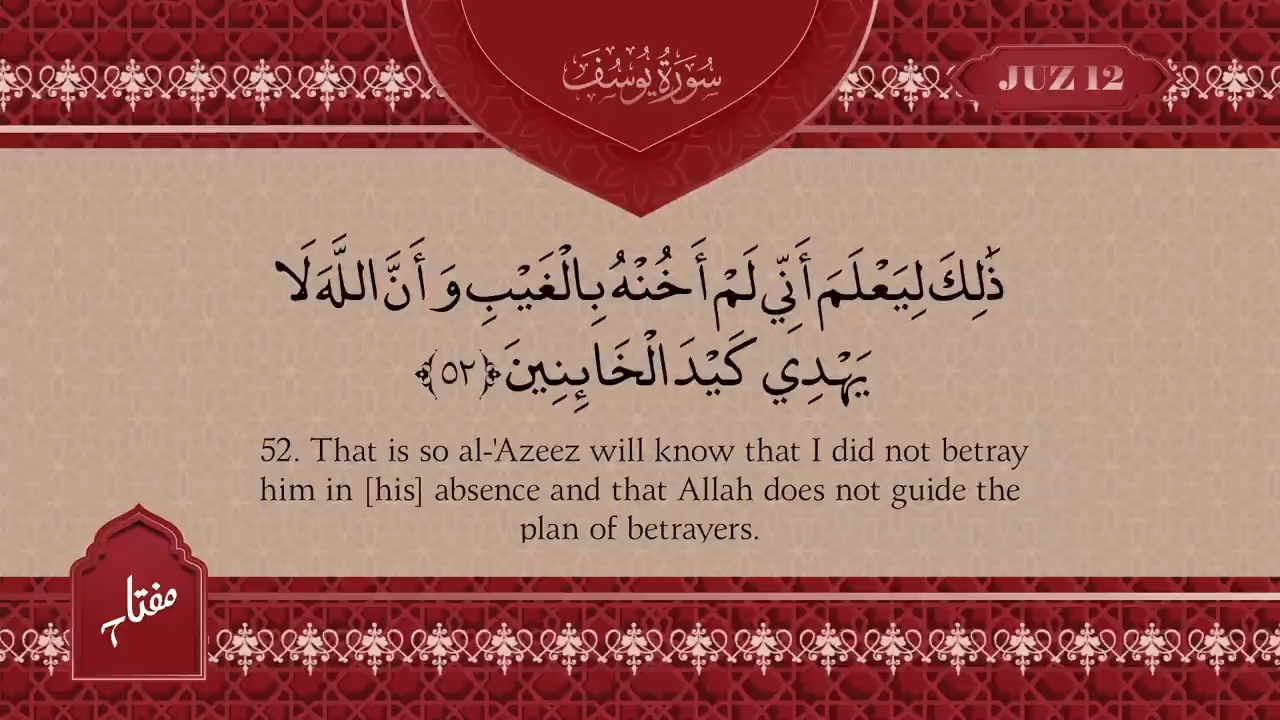 سُورَةُ يُوسُفَ
JUZ 12
ذَٰلِكَ لِيَعْلَمَ أَنِّي لَمْ أَخُنْهُ بِالْغَيْبِ وَأَنَّ اللَّهَ لَا
يَهْدِي كَيْدَ الْخَائِنِينَ ﴿٥٢﴾
52. That is so al-'Azeez will know that I did not betray
him in [his] absence and that Allah does not guide the
plan of betrayers.
مفتاح